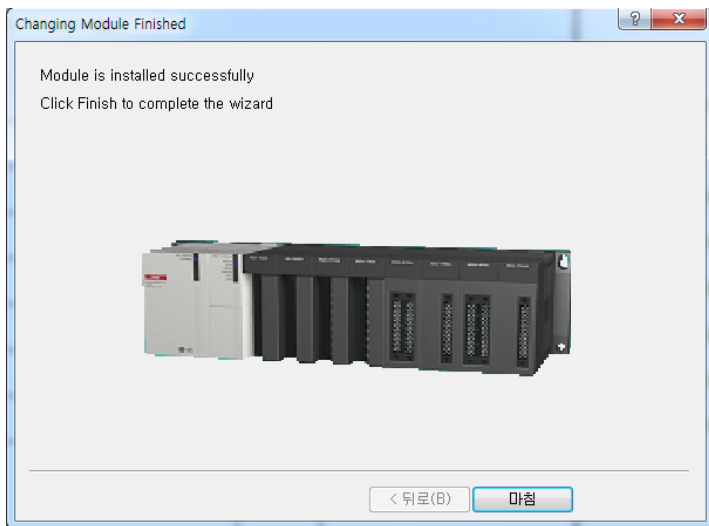 Changing Module Finished
Module is installed successfully
Click Finish to complete the wizard
< 뒤로(B)
마침